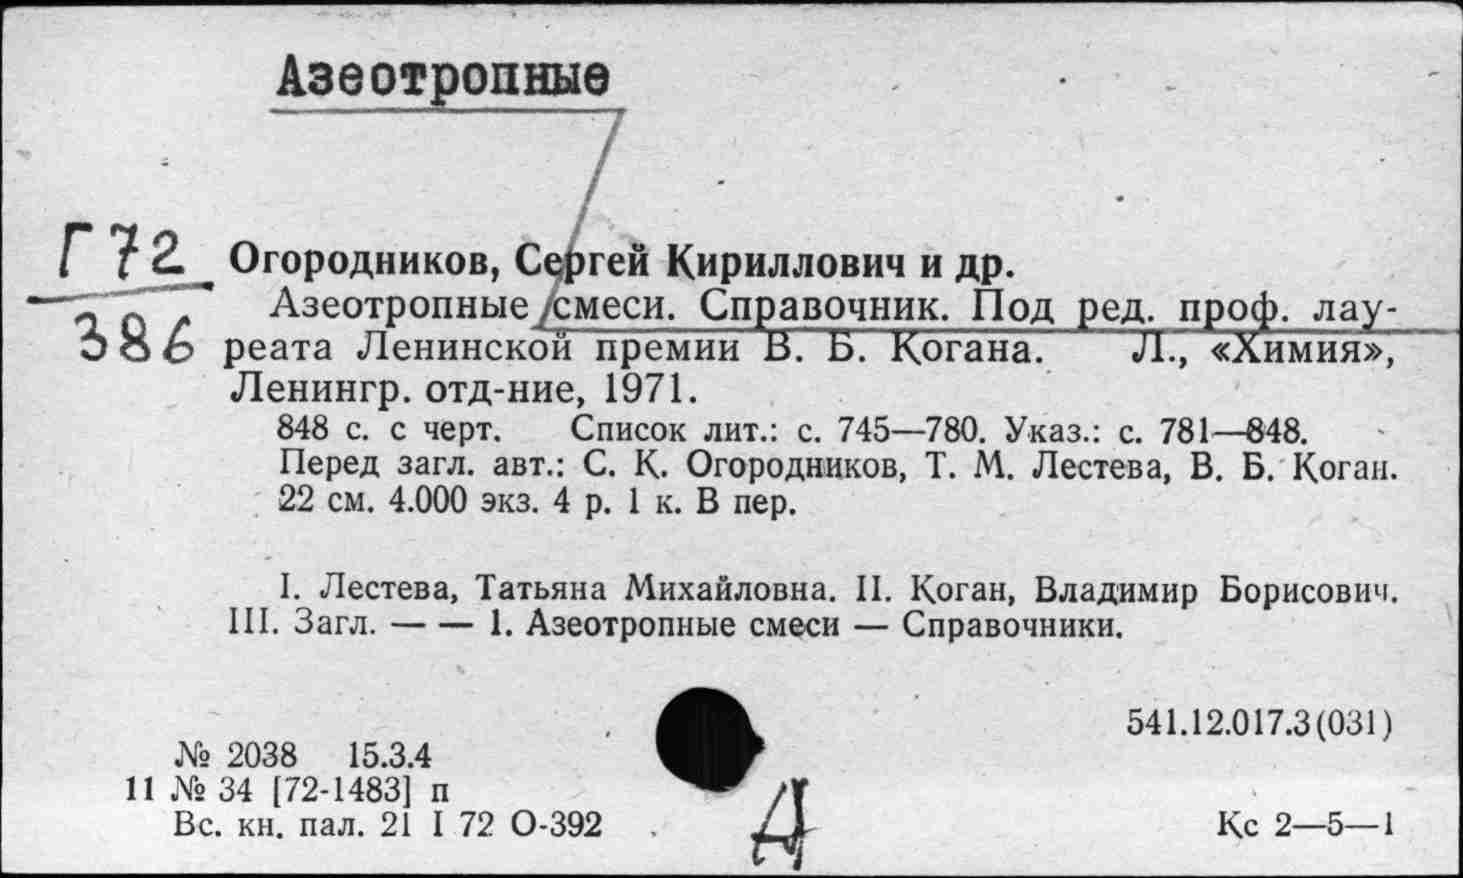 Азеотропные
Г72
386
Огородников, Сергей Кириллович и др.
Азеотропные смеси. Справочник. Под ред. проф. лау-
реата Ленинской премии В. Б. Когана. Л., «Химия»,
Ленингр. отд-ние, 1971.
848 с. с черт. Список лит.: с. 745—780. Указ.: с. 781—848.
Перед загл. авт.: С. К. Огородников, Т. М. Лестева, В. Б. Коган.
22 см. 4.000 экз. 4 р. 1 к. В пер.
I. Лестева, Татьяна Михайловна. II. Коган, Владимир Борисович.
III. Загл. — — 1. Азеотропные смеси — Справочники.
541.12.017.3(031)
№ 2038 15.3.4
11 № 34 [72-1483] п
Вс. кн. пал. 21 I 72 О-392
Д
Кс 2—5—1